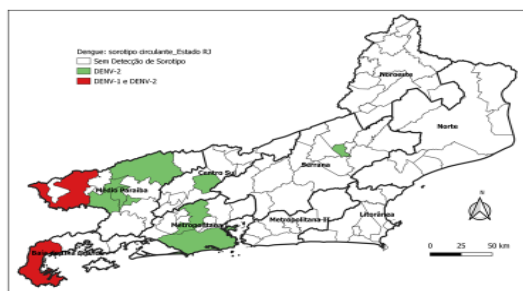 Dengue: sorotipo circulante_Estado RJ
Sem Detecção de Sorotipo
DENV-2
DENV-1 e DENV-2
Noroeste
Norte
Serrana
Centro Su
Médio Paraíba
Metropolitana II
Litorânea
Metropolitana
N
0 25 50 km